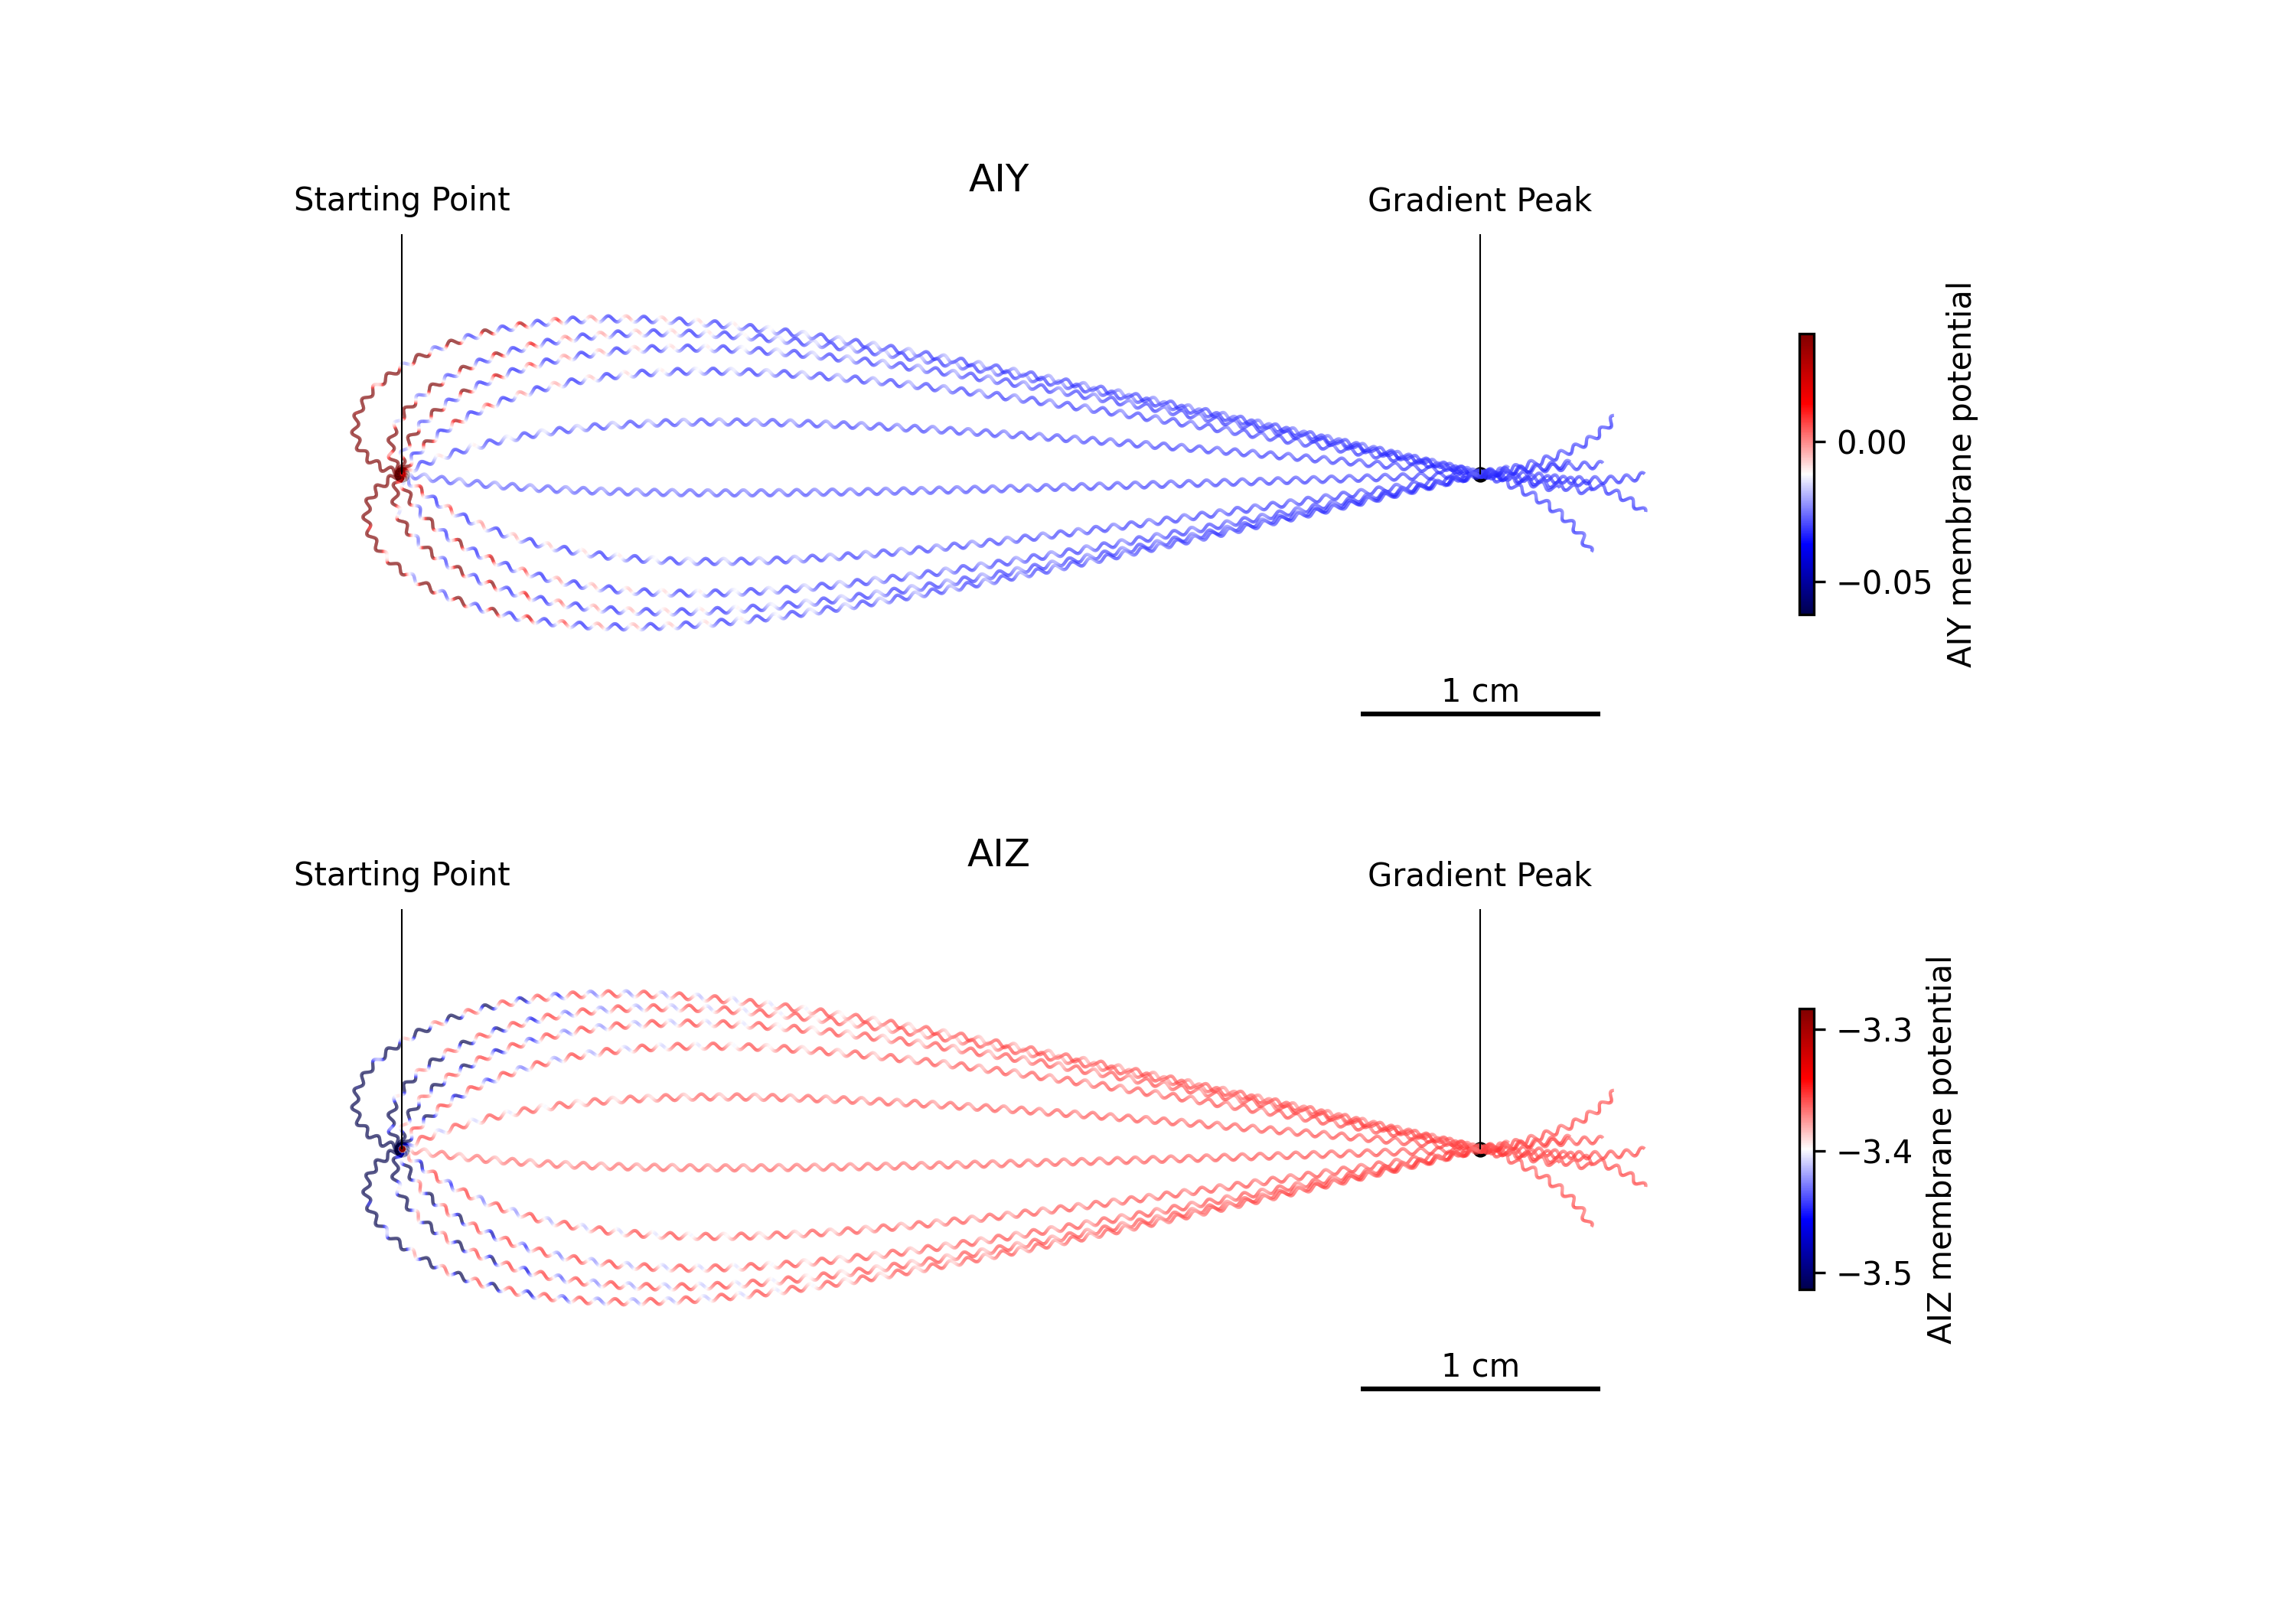 AIY
Starting Point
Gradient Peak
0.00
−0.05
AIY membrane potential
1 cm
AIZ
Starting Point
Gradient Peak
−3.3
−3.4
−3.5
AIZ membrane potential
1 cm